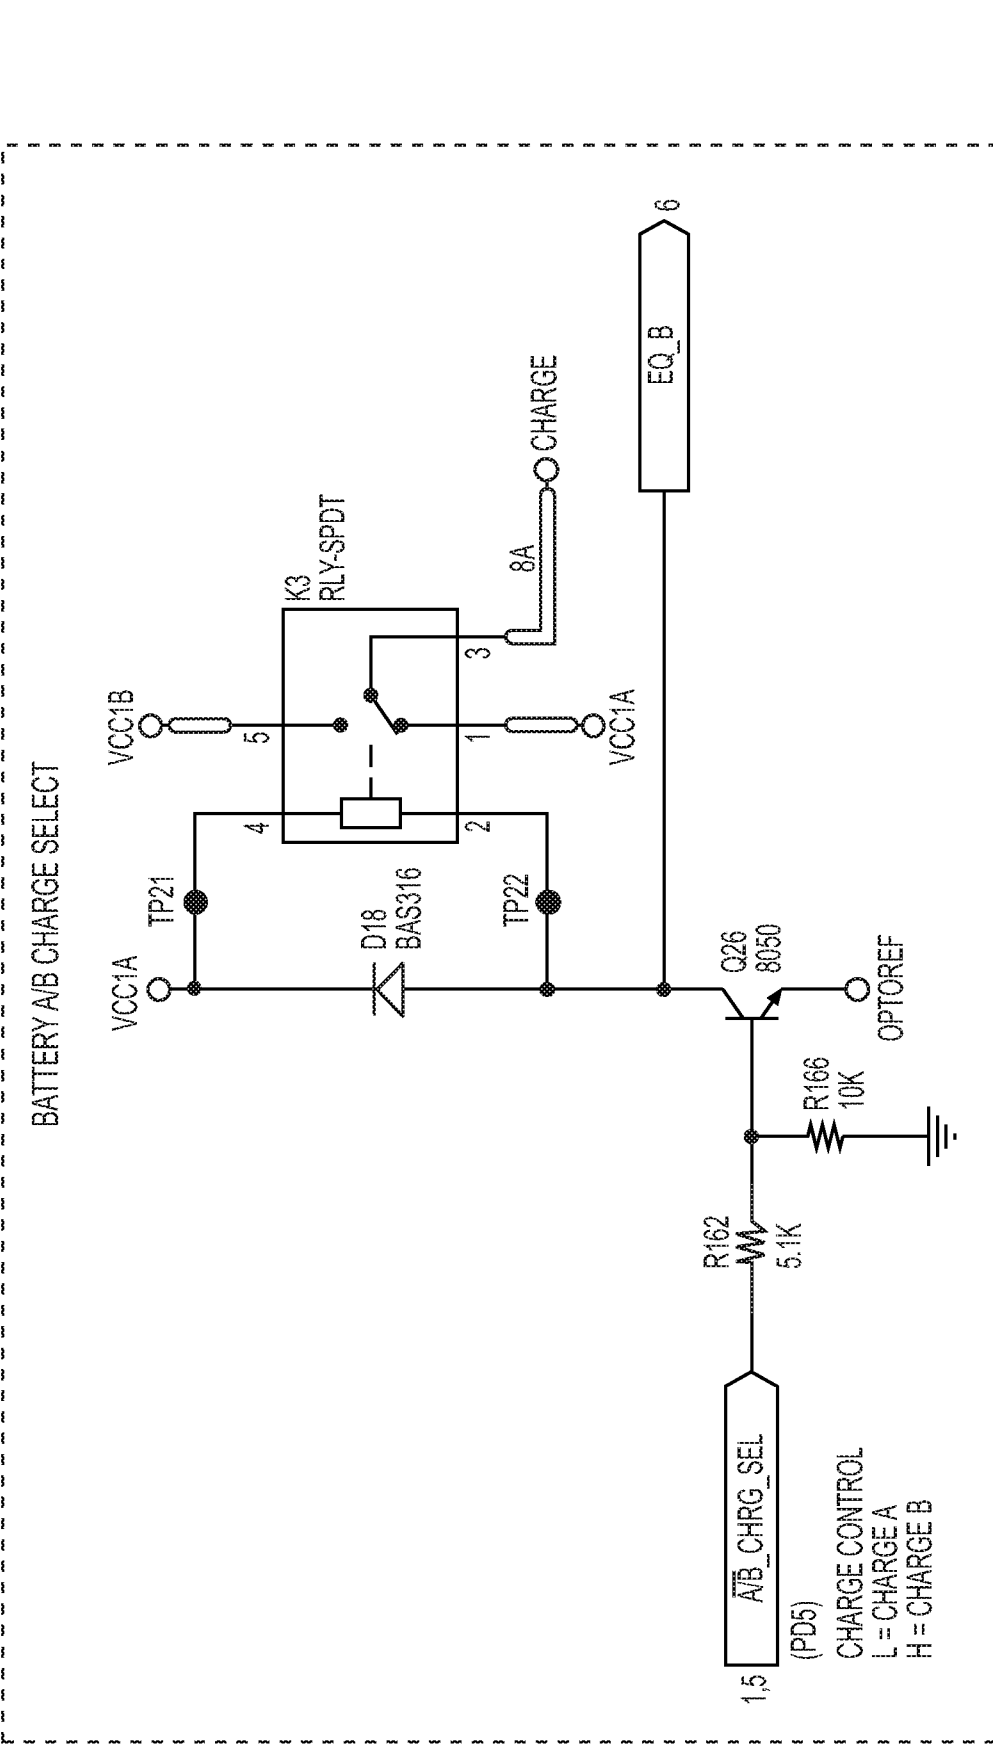 BATTERY A/B CHARGE SELECT
VCC1A
TP21
VCC1B
4
5
K3
RLY-SPDT
D18
BAS316
2
1
3
TP22
8A
CHARGE
VCC1A
EQ_B
6
Q26
8050
OPTOREF
R162
5.1K
R166
10K
1,5
A/B_CHRG_SEL
(PD5)
CHARGE CONTROL
L = CHARGE A
H = CHARGE B